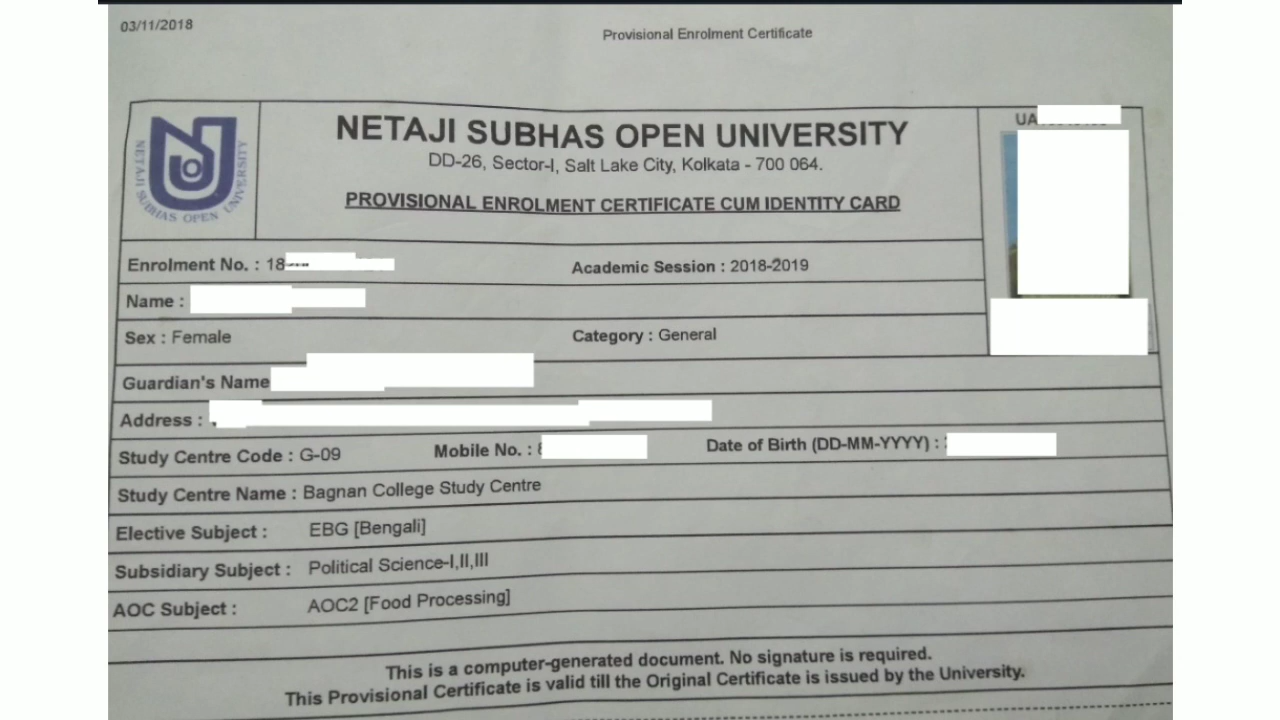 03/11/2018
Provisional Enrolment Certificate
NETAJI SUBHAS OPEN UNIVERSITY
NETAJI SUBHAS OPEN UNIVERSITY
DD-26, Sector-I, Salt Lake City, Kolkata - 700 064.
PROVISIONAL ENROLMENT CERTIFICATE CUM IDENTITY CARD
UA
Enrolment No. : 18
Academic Session : 2018-2019
Name :
Sex : Female
Category : General
Guardian's Name
Address :
Study Centre Code : G-09
Mobile No. :
Date of Birth (DD-MM-YYYY) :
Study Centre Name : Bagnan College Study Centre
Elective Subject : EBG [Bengali]
Subsidiary Subject : Political Science-I,II,III
AOC Subject : AOC2 [Food Processing]
This is a computer-generated document. No signature is required.
This Provisional Certificate is valid till the Original Certificate is issued by the University.